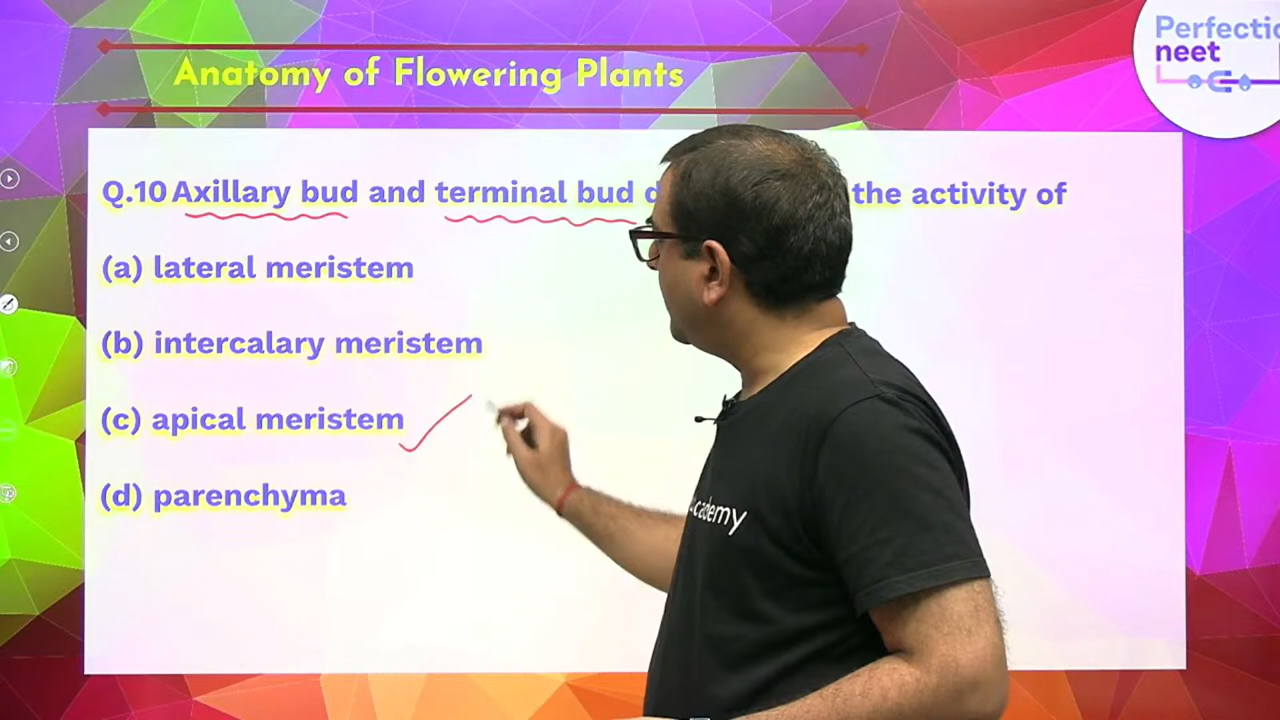 Perfectio
neet
Anatomy of Flowering Plants
Q.10 Axillary bud and terminal bud d the activity of
(a) lateral meristem
(b) intercalary meristem
(c) apical meristem
(d) parenchyma
cademy